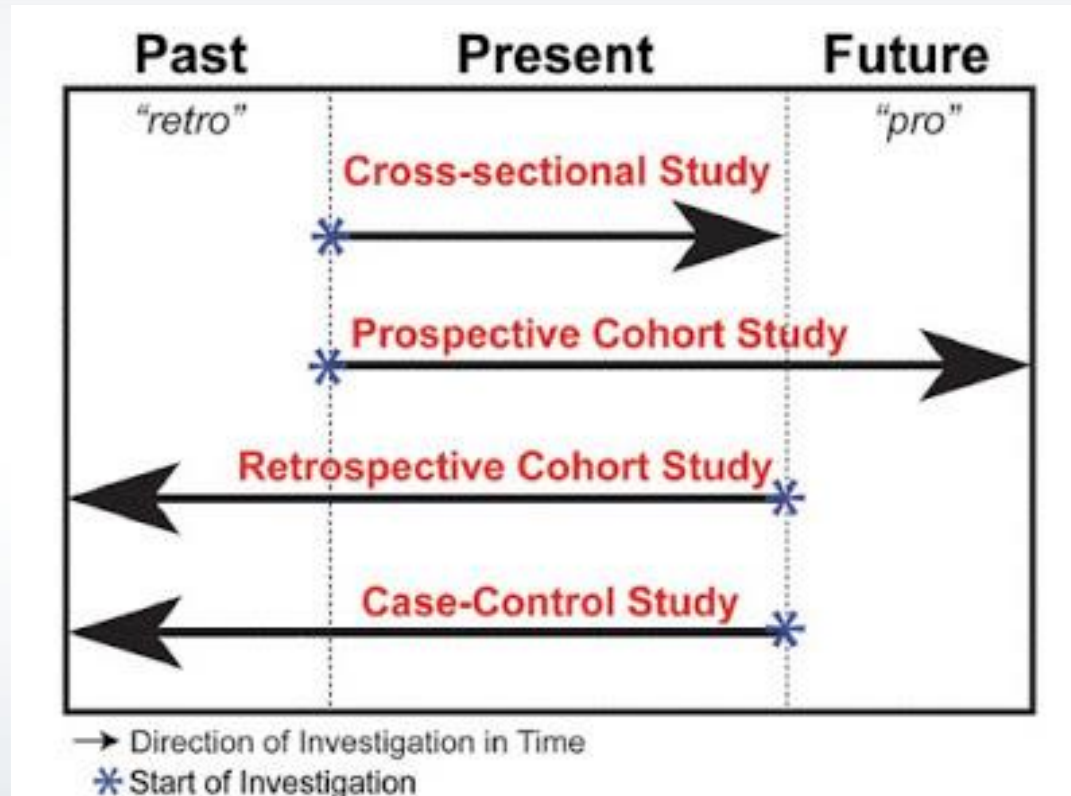 Past Present Future
“retro” “pro”
Cross-sectional Study
Prospective Cohort Study
Retrospective Cohort Study
Case-Control Study
Direction of Investigation in Time
Start of Investigation